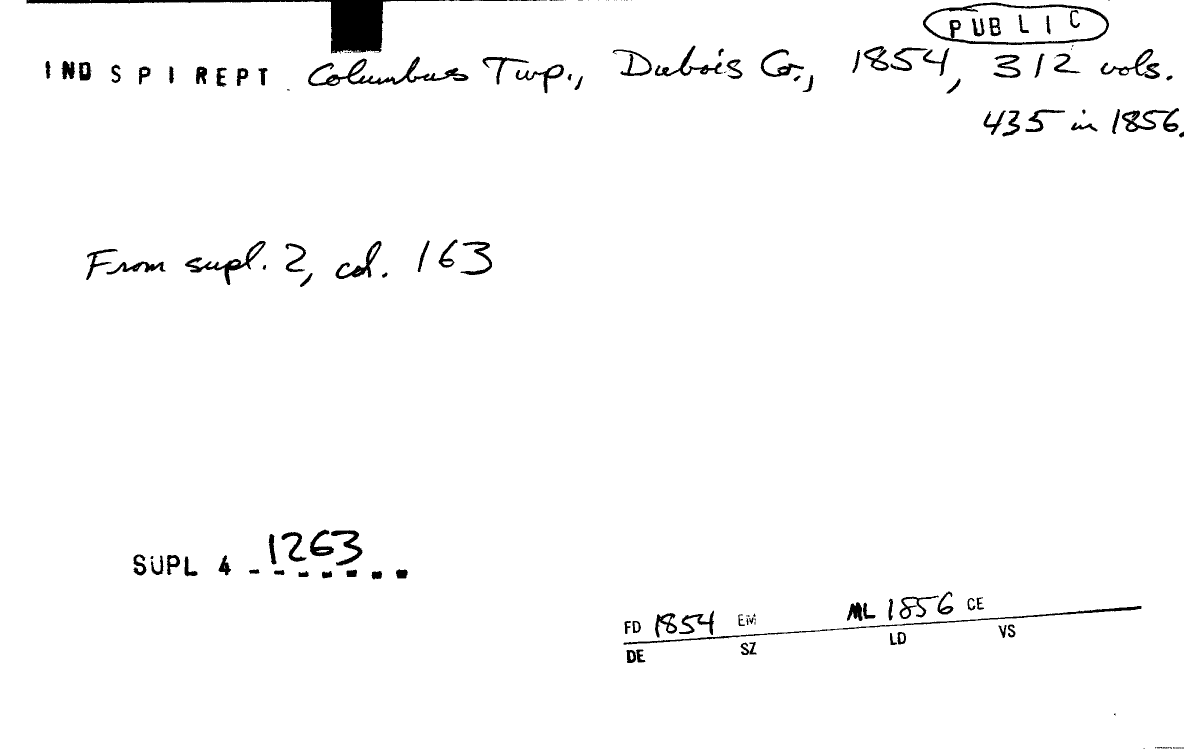 PUBLIC
IND SPI REPT Columbus Twp., Dubois Co., 1854, 312 vols.
435 in 1856.
From supl. 2, col. 163
SUPL 4 1263
FD 1854 EM ML 1856 CE
DE SZ LD VS